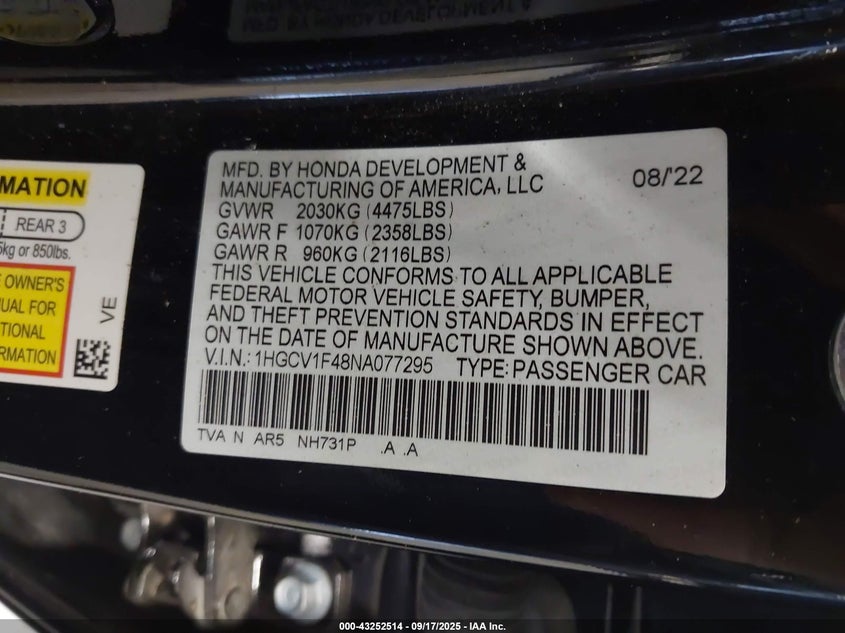 MATION
REAR 3
5kg or 850lbs.
OWNER'S
UAL FOR
TIONAL
ORMATION
VE
MFD. BY HONDA DEVELOPMENT &
MANUFACTURING OF AMERICA, LLC 08/'22
GVWR 2030KG (4475LBS)
GAWR F 1070KG (2358LBS)
GAWR R 960KG (2116LBS)
THIS VEHICLE CONFORMS TO ALL APPLICABLE
FEDERAL MOTOR VEHICLE SAFETY, BUMPER,
AND THEFT PREVENTION STANDARDS IN EFFECT
ON THE DATE OF MANUFACTURE SHOWN ABOVE.
V.I.N.: 1HGCV1F48NA077295 TYPE: PASSENGER CAR
TVA N AR5 NH731P .A .A
000-43252514 - 09/17/2025 - IAA Inc.